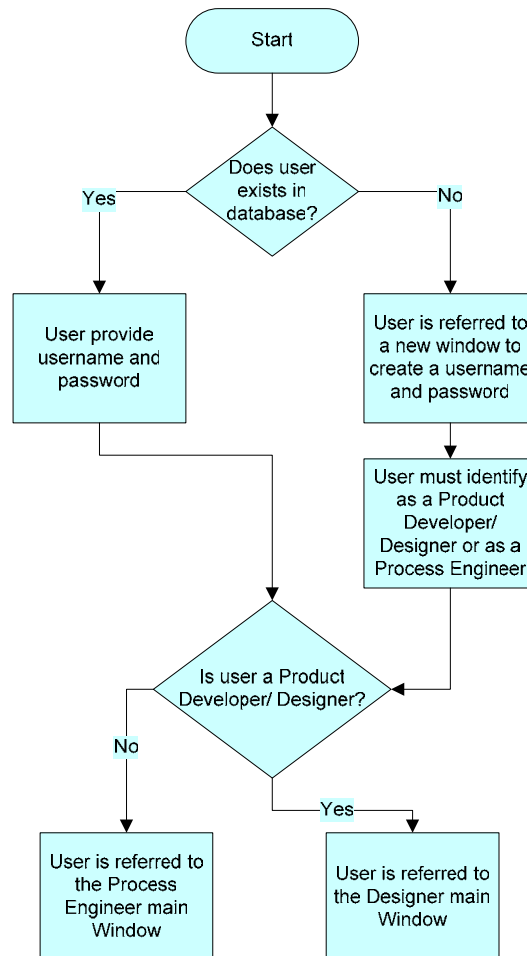 Start
Does user
exists in
database?
Yes
No
User provide
username and
password
User is referred to
a new window to
create a username
and password
User must identify
as a Product
Developer/
Designer or as a
Process Engineer
Is user a Product
Developer/ Designer?
No
Yes
User is referred to
the Process
Engineer main
Window
User is referred to
the Designer main
Window